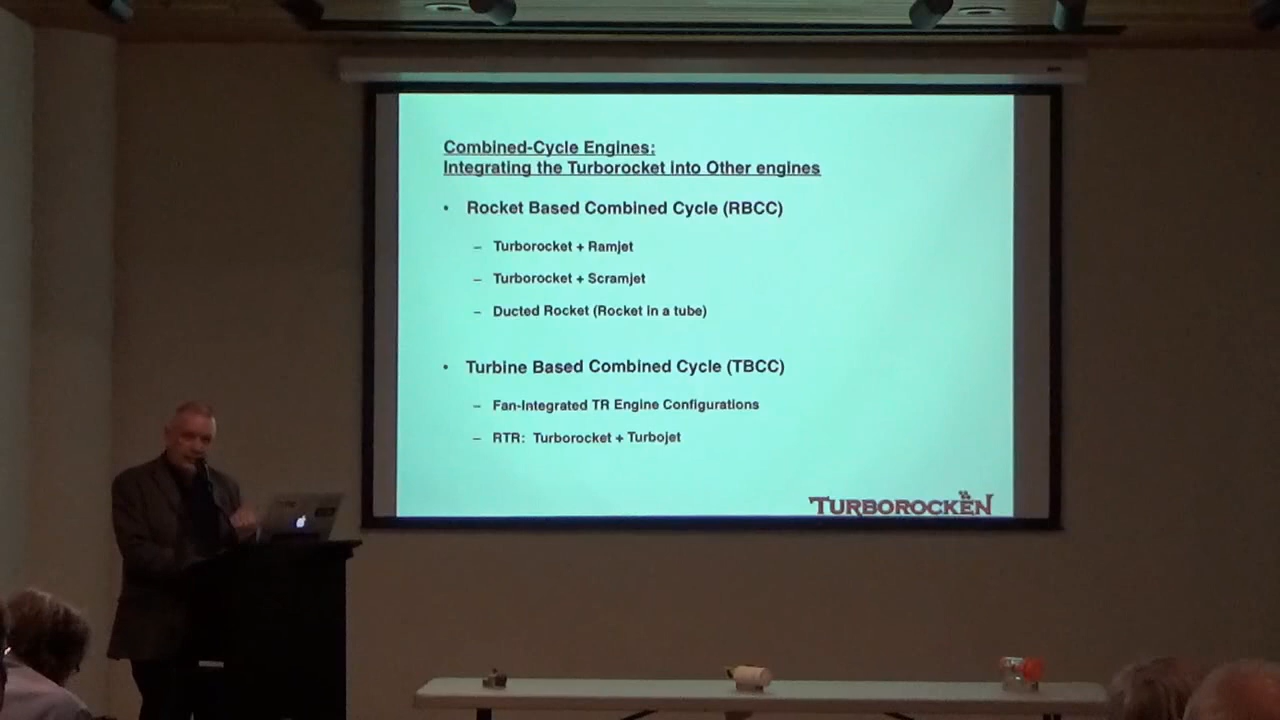 Combined-Cycle Engines:
Integrating the Turborocket into Other engines
• Rocket Based Combined Cycle (RBCC)
– Turborocket + Ramjet
– Turborocket + Scramjet
– Ducted Rocket (Rocket in a tube)
• Turbine Based Combined Cycle (TBCC)
– Fan-Integrated TR Engine Configurations
– RTR: Turborocket + Turbojet
TURBOROCKËN